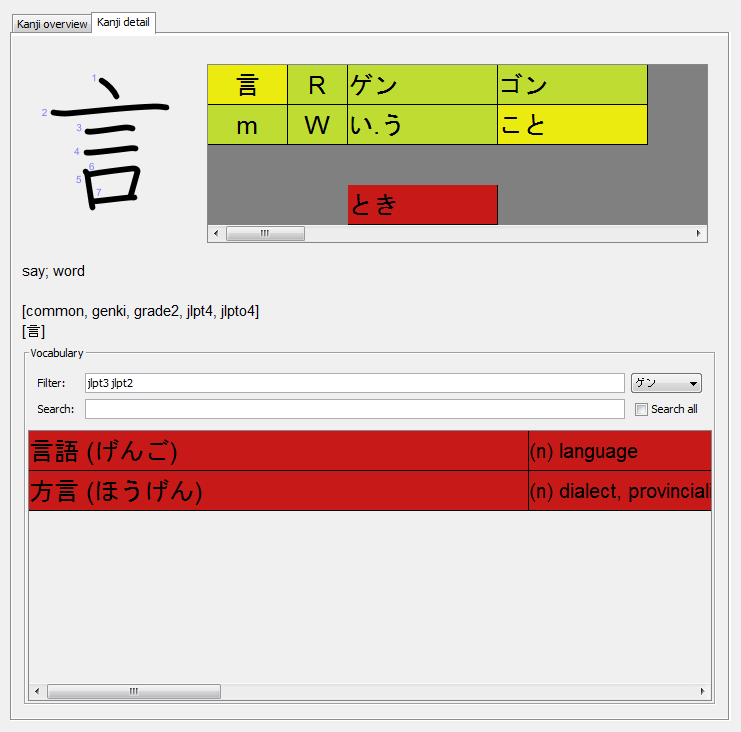 Kanji overview Kanji detail
1
2
3
4
6
5
7
言 R ゲン ゴン
m W い.う こと
とき
say; word
[common, genki, grade2, jlpt4, jlpto4]
[言]
Vocabulary
Filter: jlpt3 jlpt2 ゲン
Search: Search all
言語 (げんご) (n) language
方言 (ほうげん) (n) dialect, provinciali